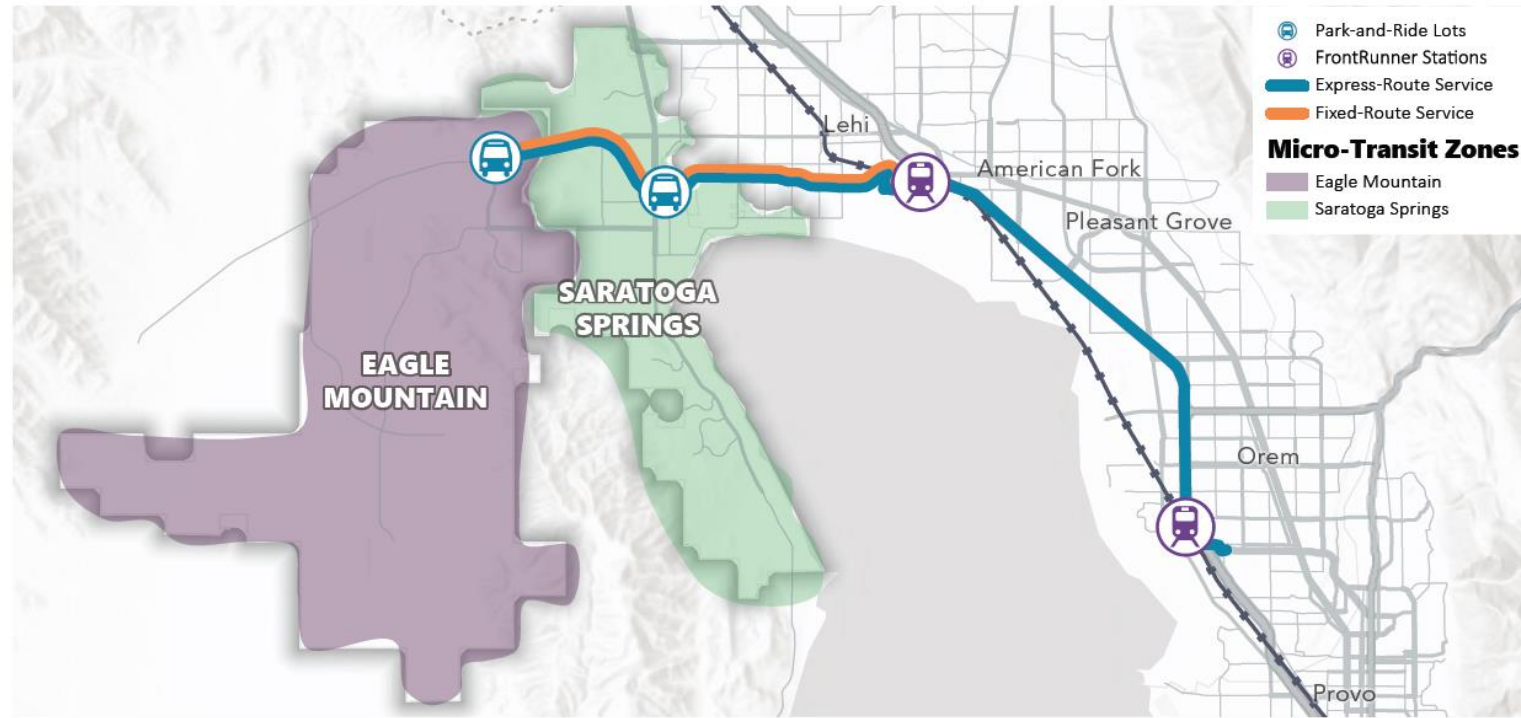 Park-and-Ride Lots
FrontRunner Stations
Express-Route Service
Fixed-Route Service
Micro-Transit Zones
Eagle Mountain
Saratoga Springs
Lehi
American Fork
Pleasant Grove
SARATOGA
SPRINGS
EAGLE
MOUNTAIN
Orem
Provo